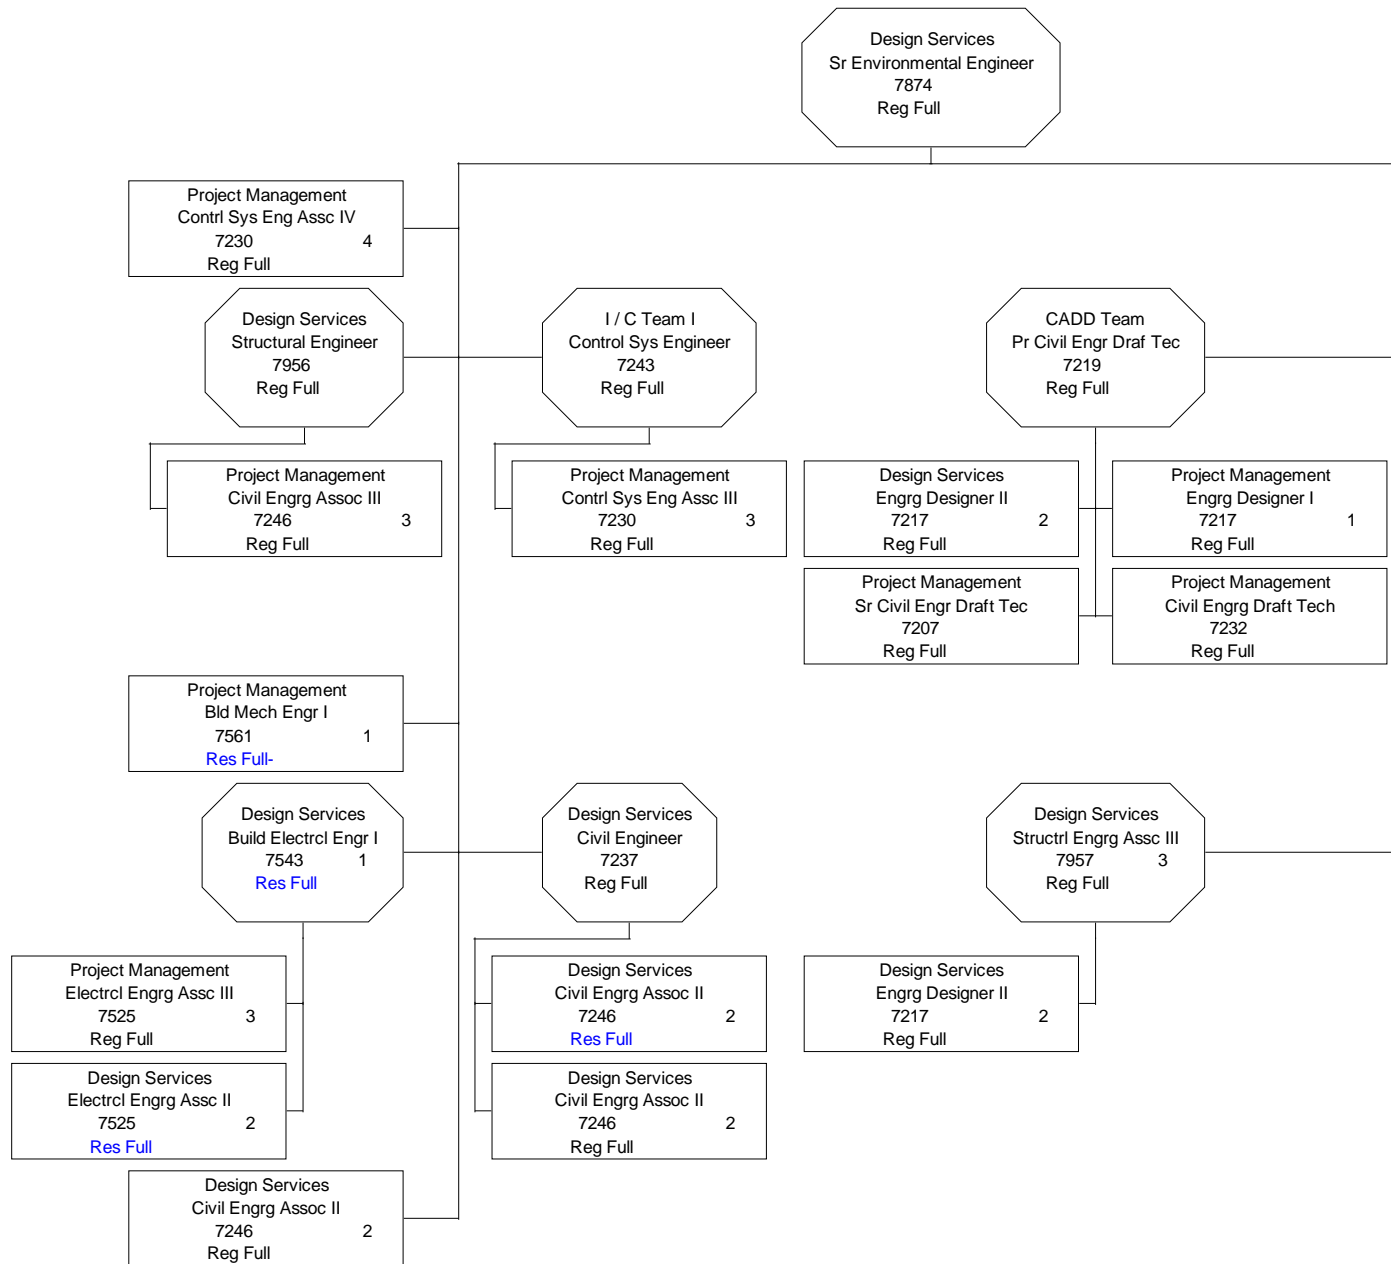 Design Services
Sr Environmental Engineer
7874
Reg Full
Project Management
Contrl Sys Eng Assc IV
7230 4
Reg Full
Design Services
Structural Engineer
7956
Reg Full
I / C Team I
Control Sys Engineer
7243
Reg Full
CADD Team
Pr Civil Engr Draf Tec
7219
Reg Full
Project Management
Civil Engrg Assoc III
7246 3
Reg Full
Project Management
Contrl Sys Eng Assc III
7230 3
Reg Full
Design Services
Engrg Designer II
7217 2
Reg Full
Project Management
Engrg Designer I
7217 1
Reg Full
Project Management
Sr Civil Engr Draft Tec
7207
Reg Full
Project Management
Civil Engrg Draft Tech
7232
Reg Full
Project Management
Bld Mech Engr I
7561 1
Res Full-
Design Services
Build Electrcl Engr I
7543 1
Res Full
Design Services
Civil Engineer
7237
Reg Full
Design Services
Structrl Engrg Assc III
7957 3
Reg Full
Project Management
Electrcl Engrg Assc III
7525 3
Reg Full
Design Services
Civil Engrg Assoc II
7246 2
Res Full
Design Services
Engrg Designer II
7217 2
Reg Full
Design Services
Electrcl Engrg Assc II
7525 2
Res Full
Design Services
Civil Engrg Assoc II
7246 2
Reg Full
Design Services
Civil Engrg Assoc II
7246 2
Reg Full